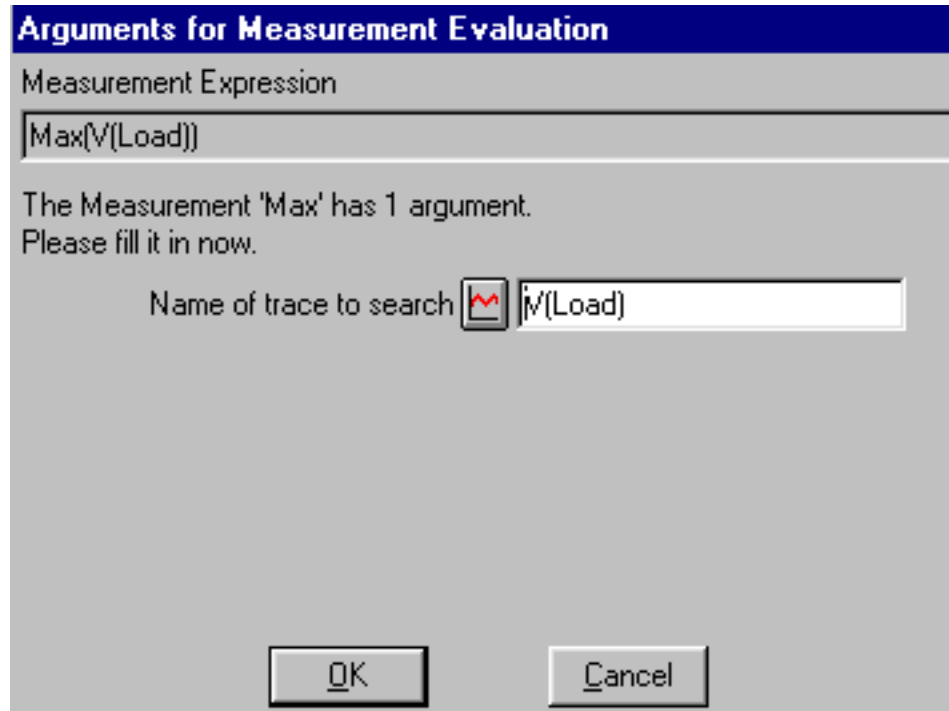 Arguments for Measurement Evaluation
Measurement Expression
Max(V(Load))
The Measurement 'Max' has 1 argument.
Please fill it in now.
Name of trace to search V(Load)
OK Cancel